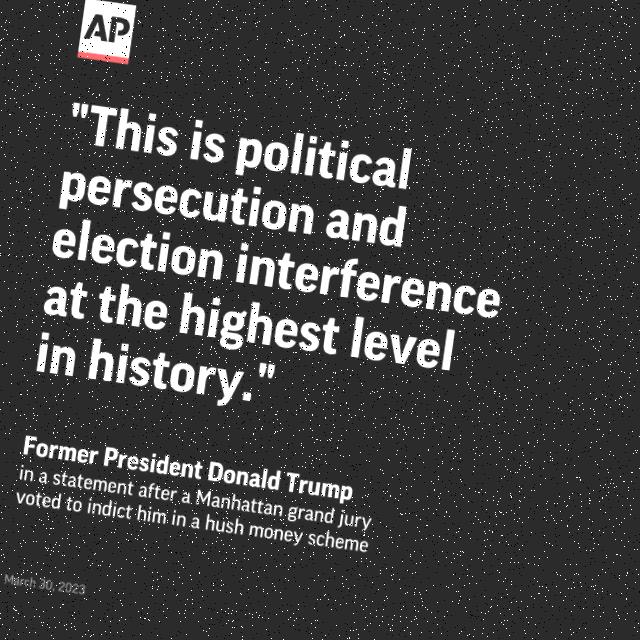 AP
"This is political
persecution and
election interference
at the highest level
in history."
Former President Donald Trump
in a statement after a Manhattan grand jury
voted to indict him in a hush money scheme
March 30, 2023